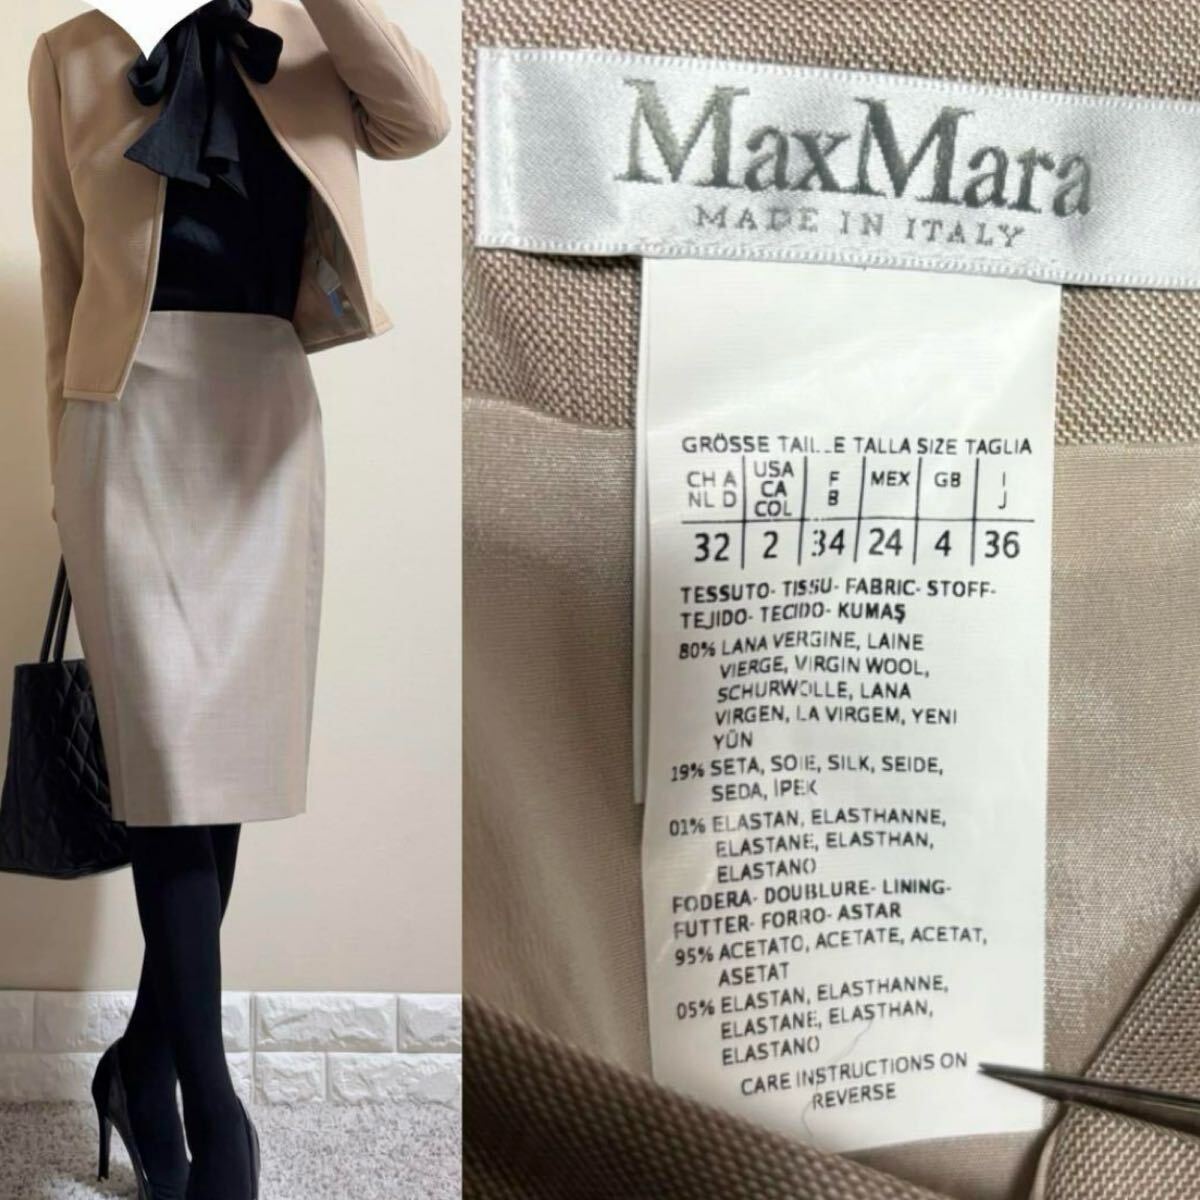 MaxMara
MADE IN ITALY
GRÖSSE TAILLE TALLA SIZE TAGLIA
CH A NL D USA CA COL F B MEX GB I J
32 2 34 24 4 36
TESSUTO- TISSU- FABRIC- STOFF-
TEJIDO- TECIDO- KUMAŞ
80% LANA VERGINE, LAINE
VIERGE, VIRGIN WOOL,
SCHURWOLLE, LANA
VIRGEN, LA VIRGEM, YENI
YÜN
19% SETA, SOIE, SILK, SEIDE,
SEDA, İPEK
01% ELASTAN, ELASTHANNE,
ELASTANE, ELASTHAN,
ELASTANO
FODERA- DOUBLURE- LINING-
FUTTER- FORRO- ASTAR
95% ACETATO, ACETATE, ACETAT,
ASETAT
05% ELASTAN, ELASTHANNE,
ELASTANE, ELASTHAN,
ELASTANO
CARE INSTRUCTIONS ON
REVERSE